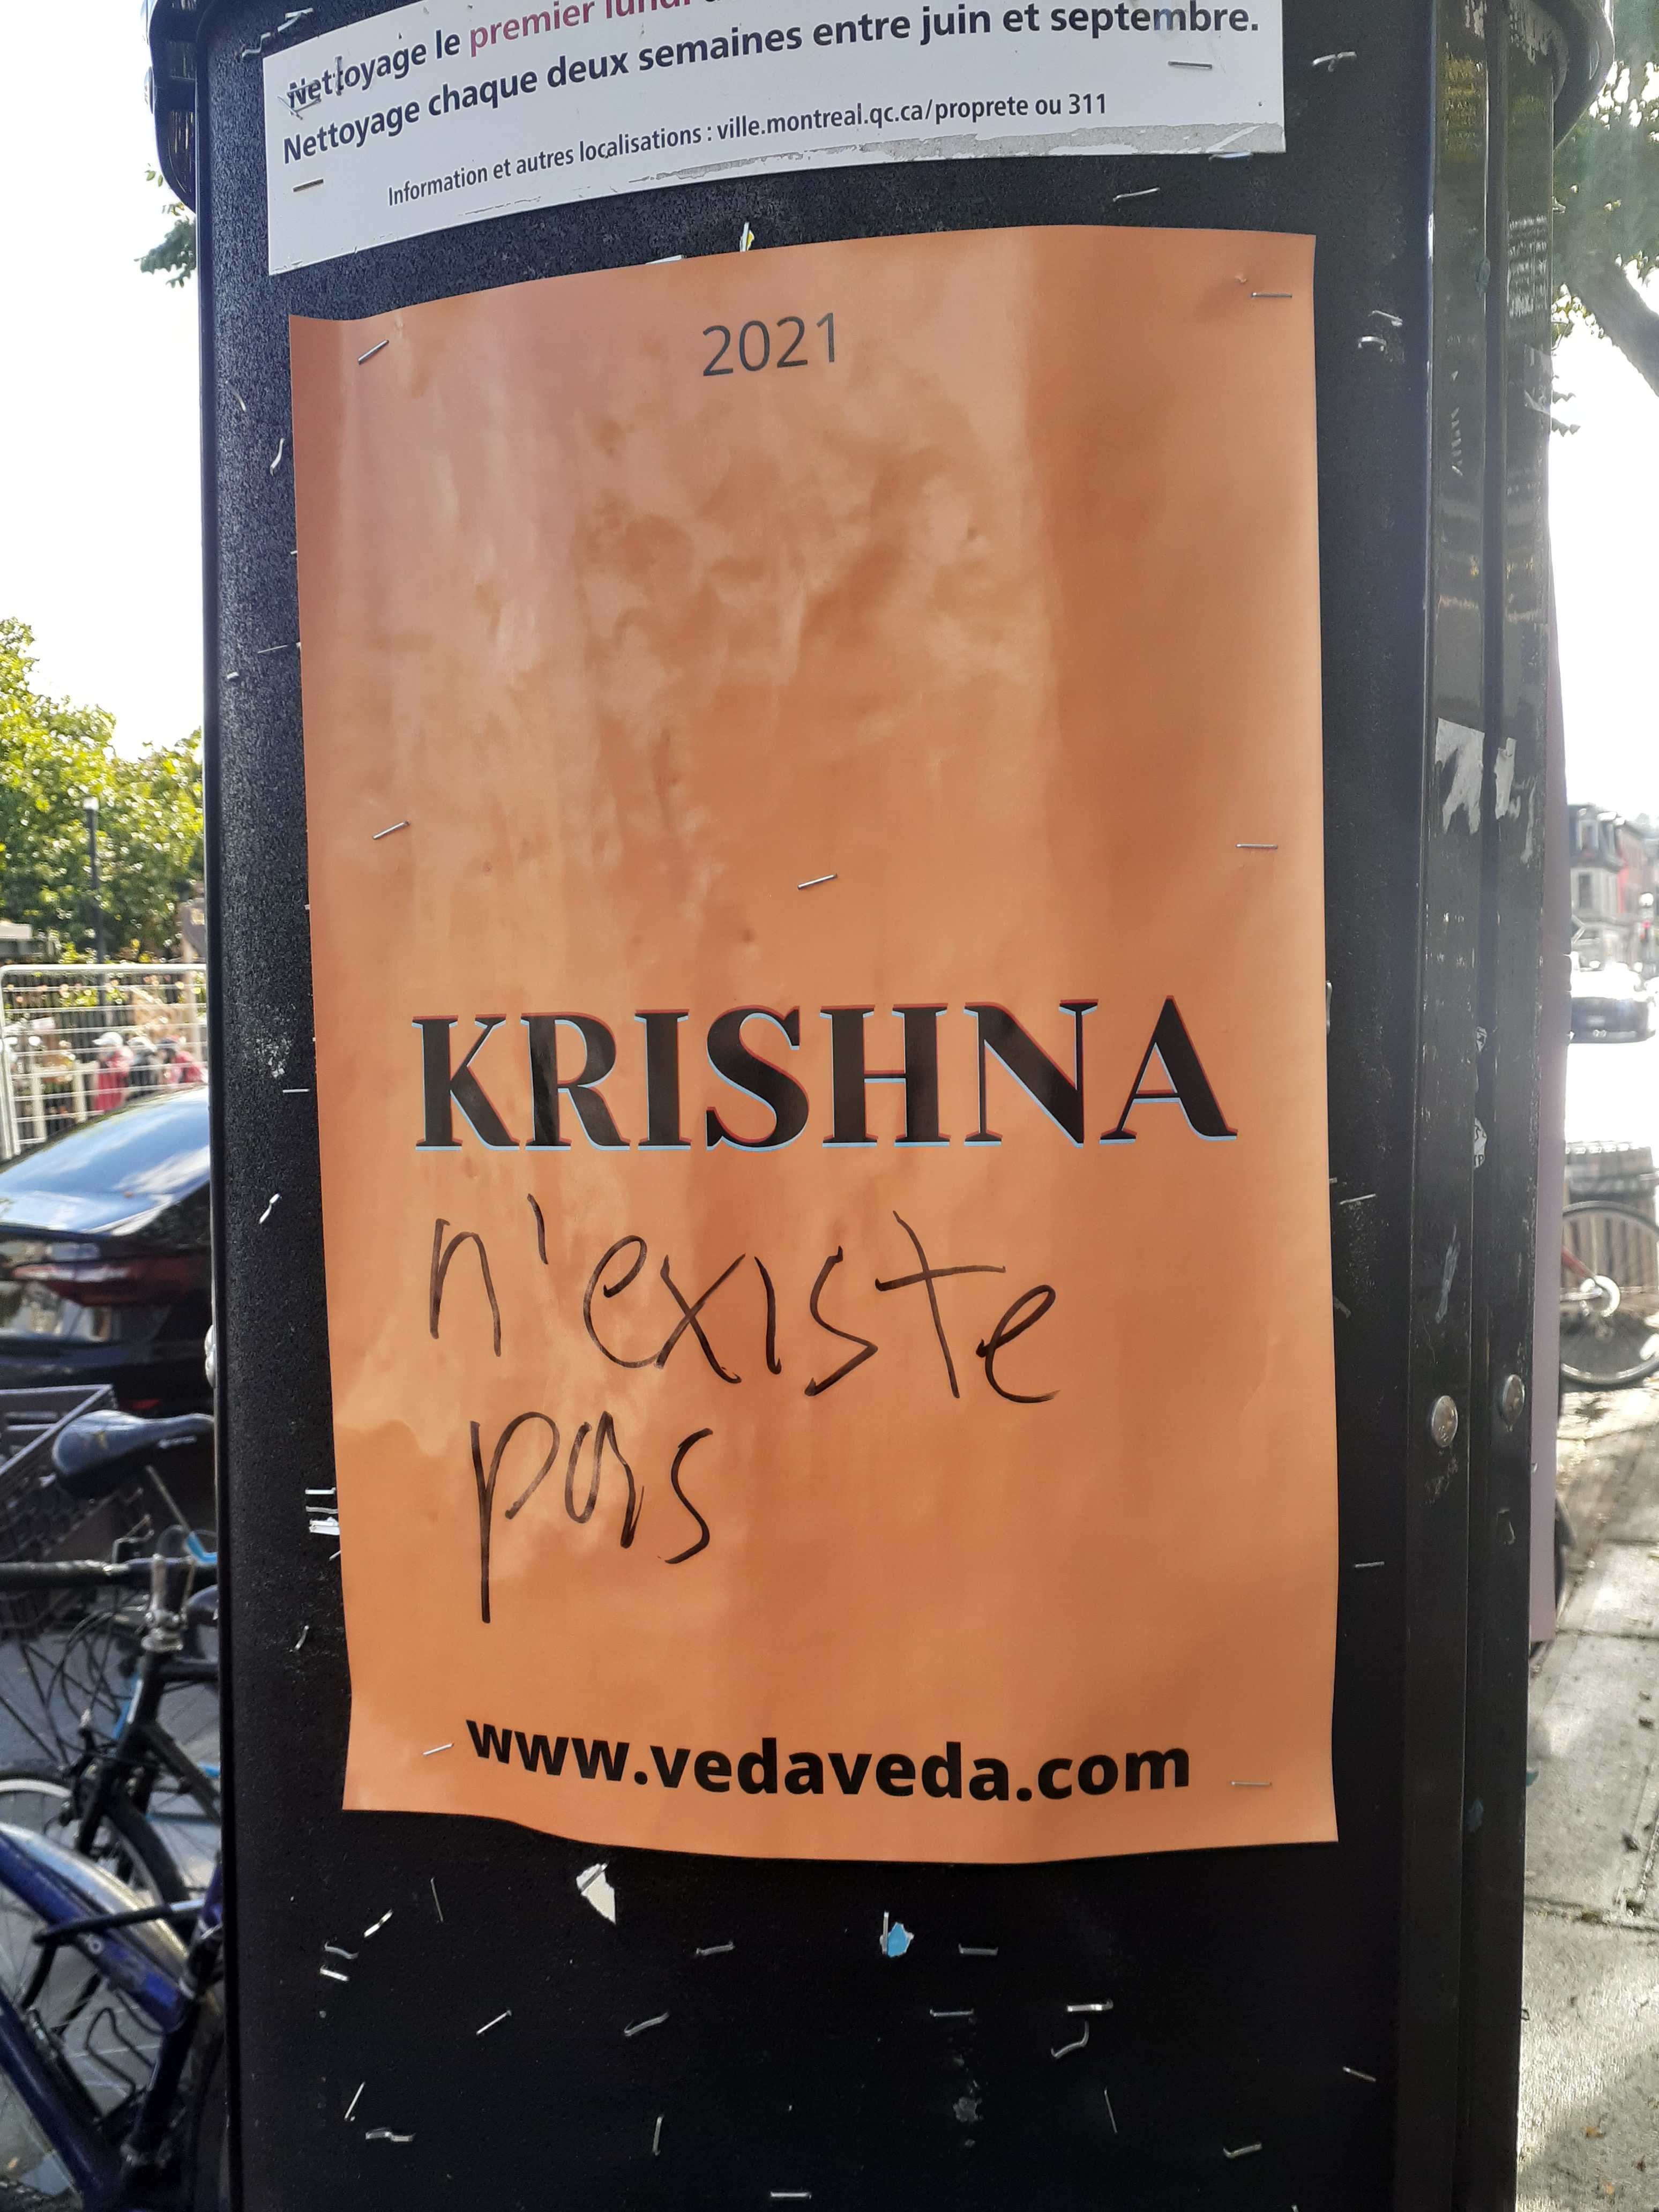 Nettoyage le premier lundi
Nettoyage chaque deux semaines entre juin et septembre.
Information et autres localisations : ville.montreal.qc.ca/proprete ou 311
2021
KRISHNA
n'existe
pas
www.vedaveda.com